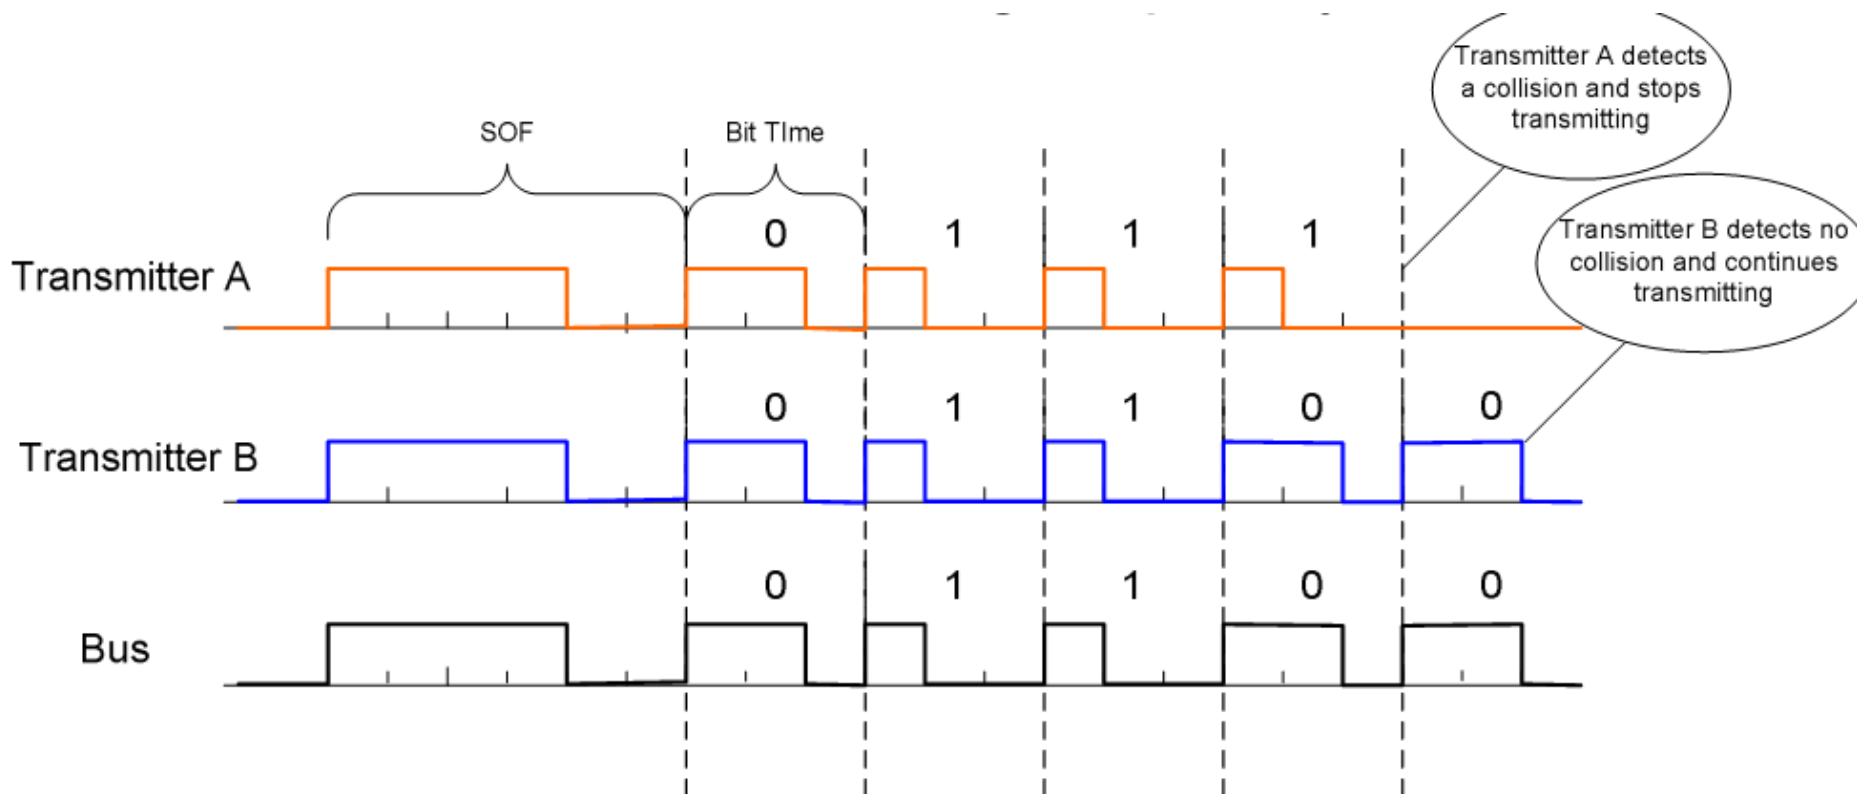 Transmitter A detects
a collision and stops
transmitting
SOF
Bit TIme
Transmitter B detects no
collision and continues
transmitting
0 1 1 1
Transmitter A
0 1 1 0 0
Transmitter B
0 1 1 0 0
Bus